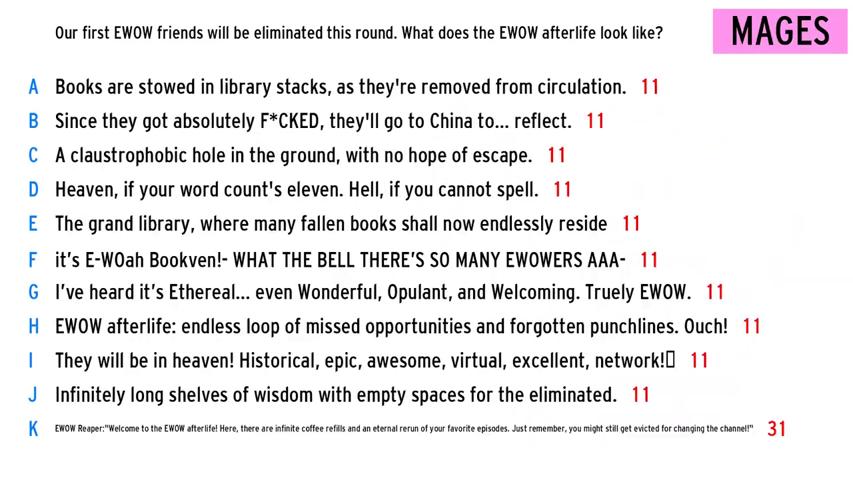 Our first EWOW friends will be eliminated this round. What does the EWOW afterlife look like?
MAGES
A Books are stowed in library stacks, as they're removed from circulation. 11
B Since they got absolutely F*CKED, they'll go to China to... reflect. 11
C A claustrophobic hole in the ground, with no hope of escape. 11
D Heaven, if your word count's eleven. Hell, if you cannot spell. 11
E The grand library, where many fallen books shall now endlessly reside 11
F it’s E-WOah Bookven!- WHAT THE BELL THERE’S SO MANY EWOWERS AAA- 11
G I’ve heard it’s Ethereal... even Wonderful, Opulant, and Welcoming. Truely EWOW. 11
H EWOW afterlife: endless loop of missed opportunities and forgotten punchlines. Ouch! 11
I They will be in heaven! Historical, epic, awesome, virtual, excellent, network!▯ 11
J Infinitely long shelves of wisdom with empty spaces for the eliminated. 11
K EWOW Reaper:"Welcome to the EWOW afterlife! Here, there are infinite coffee refills and an eternal rerun of your favorite episodes. Just remember, you might still get evicted for changing the channel!" 31